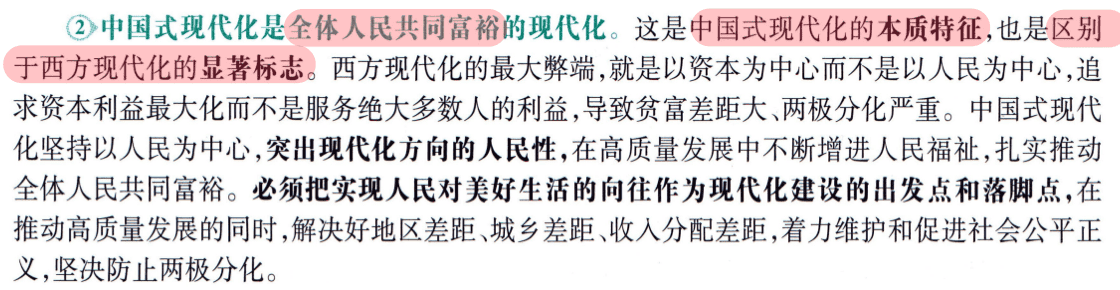 ②中国式现代化是全体人民共同富裕的现代化。这是中国式现代化的本质特征,也是区别
于西方现代化的显著标志。西方现代化的最大弊端,就是以资本为中心而不是以人民为中心,追
求资本利益最大化而不是服务绝大多数人的利益,导致贫富差距大、两极分化严重。中国式现代
化坚持以人民为中心,突出现代化方向的人民性,在高质量发展中不断增进人民福祉,扎实推动
全体人民共同富裕。必须把实现人民对美好生活的向往作为现代化建设的出发点和落脚点,在
推动高质量发展的同时,解决好地区差距、城乡差距、收入分配差距,着力维护和促进社会公平正
义,坚决防止两极分化。